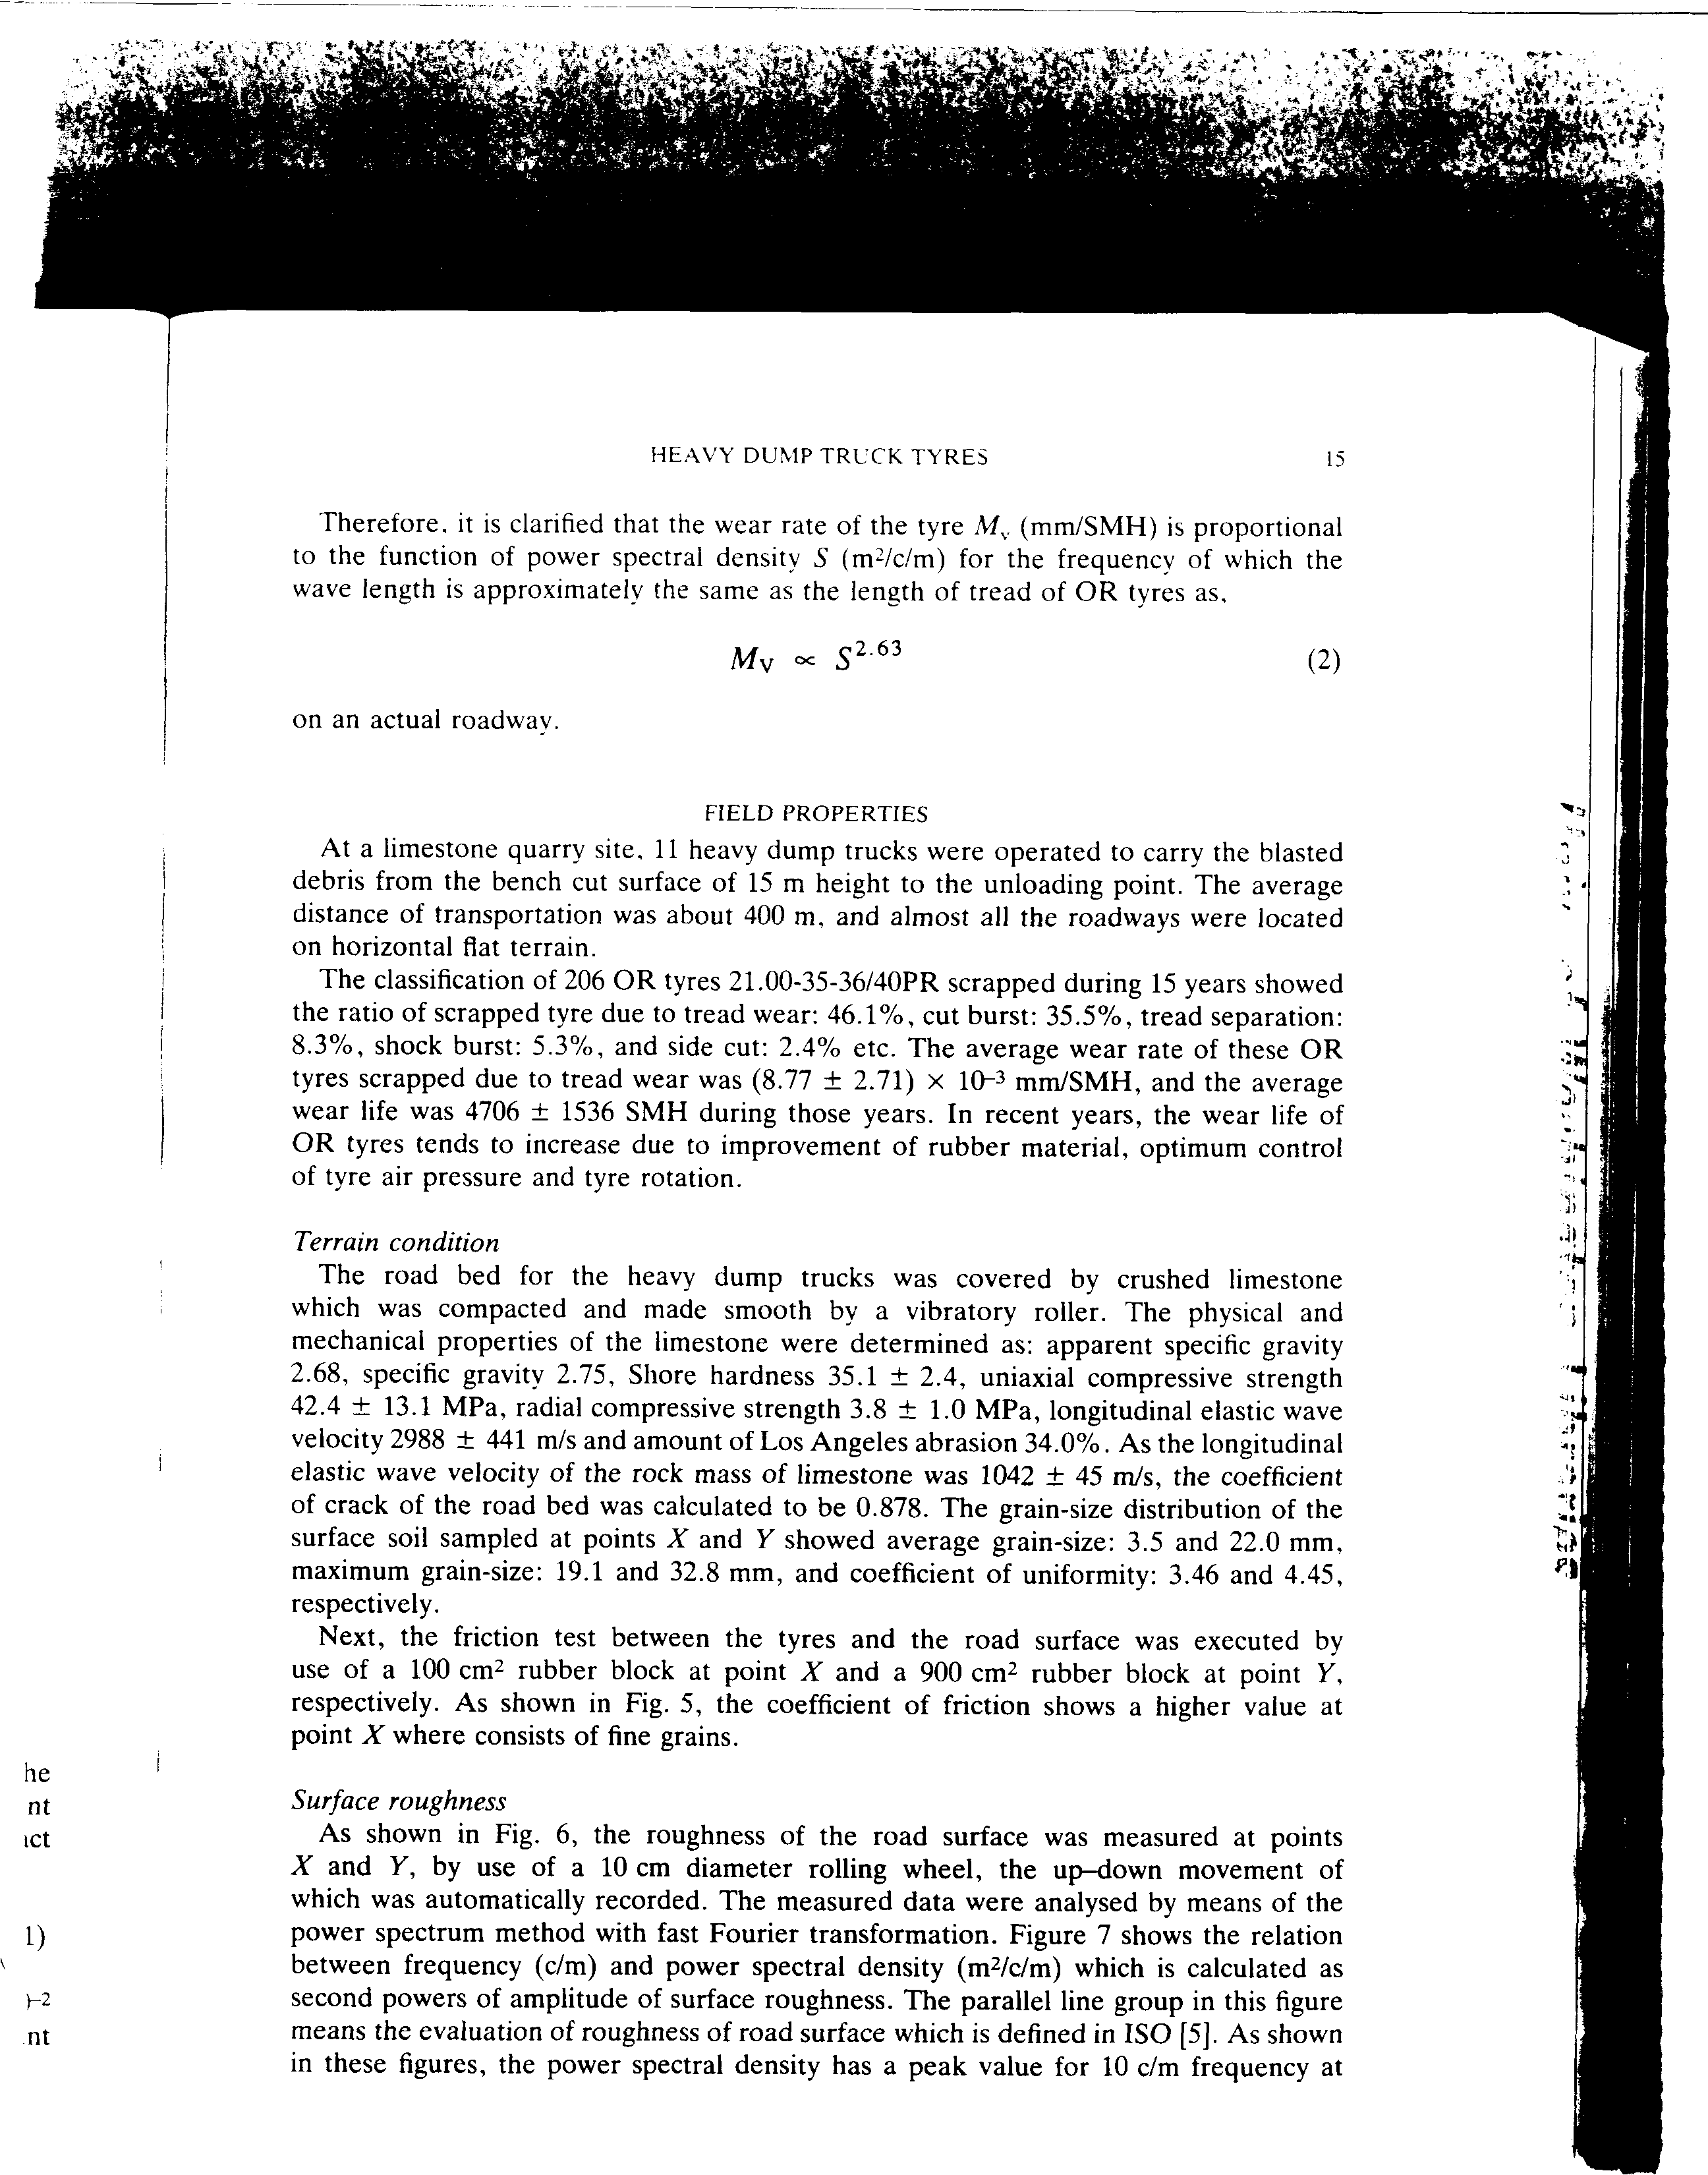 HEAVY DUMP TRUCK TYRES 15
Therefore, it is clarified that the wear rate of the tyre Mv (mm/SMH) is proportional
to the function of power spectral density S (m²/c/m) for the frequency of which the
wave length is approximately the same as the length of tread of OR tyres as,
Mv ∝ S^2.63 (2)
on an actual roadway.
FIELD PROPERTIES
At a limestone quarry site, 11 heavy dump trucks were operated to carry the blasted
debris from the bench cut surface of 15 m height to the unloading point. The average
distance of transportation was about 400 m, and almost all the roadways were located
on horizontal flat terrain.
The classification of 206 OR tyres 21.00-35-36/40PR scrapped during 15 years showed
the ratio of scrapped tyre due to tread wear: 46.1%, cut burst: 35.5%, tread separation:
8.3%, shock burst: 5.3%, and side cut: 2.4% etc. The average wear rate of these OR
tyres scrapped due to tread wear was (8.77 ± 2.71) × 10⁻³ mm/SMH, and the average
wear life was 4706 ± 1536 SMH during those years. In recent years, the wear life of
OR tyres tends to increase due to improvement of rubber material, optimum control
of tyre air pressure and tyre rotation.
Terrain condition
The road bed for the heavy dump trucks was covered by crushed limestone
which was compacted and made smooth by a vibratory roller. The physical and
mechanical properties of the limestone were determined as: apparent specific gravity
2.68, specific gravity 2.75, Shore hardness 35.1 ± 2.4, uniaxial compressive strength
42.4 ± 13.1 MPa, radial compressive strength 3.8 ± 1.0 MPa, longitudinal elastic wave
velocity 2988 ± 441 m/s and amount of Los Angeles abrasion 34.0%. As the longitudinal
elastic wave velocity of the rock mass of limestone was 1042 ± 45 m/s, the coefficient
of crack of the road bed was calculated to be 0.878. The grain-size distribution of the
surface soil sampled at points X and Y showed average grain-size: 3.5 and 22.0 mm,
maximum grain-size: 19.1 and 32.8 mm, and coefficient of uniformity: 3.46 and 4.45,
respectively.
Next, the friction test between the tyres and the road surface was executed by
use of a 100 cm² rubber block at point X and a 900 cm² rubber block at point Y,
respectively. As shown in Fig. 5, the coefficient of friction shows a higher value at
point X where consists of fine grains.
Surface roughness
As shown in Fig. 6, the roughness of the road surface was measured at points
X and Y, by use of a 10 cm diameter rolling wheel, the up–down movement of
which was automatically recorded. The measured data were analysed by means of the
power spectrum method with fast Fourier transformation. Figure 7 shows the relation
between frequency (c/m) and power spectral density (m²/c/m) which is calculated as
second powers of amplitude of surface roughness. The parallel line group in this figure
means the evaluation of roughness of road surface which is defined in ISO [5]. As shown
in these figures, the power spectral density has a peak value for 10 c/m frequency at
he
nt
ct
1)
-2
nt